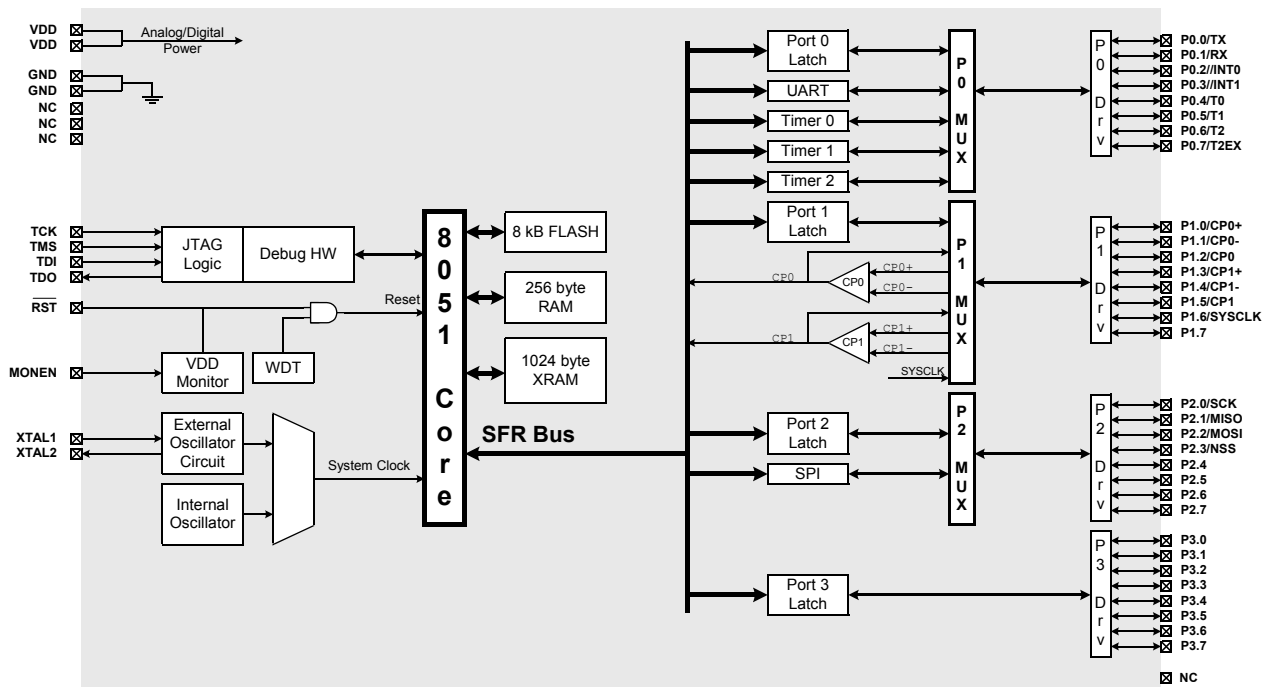 VDD
VDD
Analog/Digital
Power
GND
GND
NC
NC
NC
TCK
TMS
TDI
TDO
JTAG
Logic
Debug HW
RST
Reset
MONEN
VDD
Monitor
WDT
XTAL1
XTAL2
External
Oscillator
Circuit
Internal
Oscillator
System Clock
8
0
5
1
C
o
r
e
8 kB FLASH
256 byte
RAM
1024 byte
XRAM
SFR Bus
Port 0
Latch
UART
Timer 0
Timer 1
Timer 2
P
0
M
U
X
P
0
D
r
v
P0.0/TX
P0.1/RX
P0.2//INT0
P0.3//INT1
P0.4/T0
P0.5/T1
P0.6/T2
P0.7/T2EX
Port 1
Latch
CP0
CP0
CP0+
CP0-
CP1
CP1
CP1+
CP1-
SYSCLK
P
1
M
U
X
P
1
D
r
v
P1.0/CP0+
P1.1/CP0-
P1.2/CP0
P1.3/CP1+
P1.4/CP1-
P1.5/CP1
P1.6/SYSCLK
P1.7
Port 2
Latch
SPI
P
2
M
U
X
P
2
D
r
v
P2.0/SCK
P2.1/MISO
P2.2/MOSI
P2.3/NSS
P2.4
P2.5
P2.6
P2.7
Port 3
Latch
P
3
D
r
v
P3.0
P3.1
P3.2
P3.3
P3.4
P3.5
P3.6
P3.7
NC